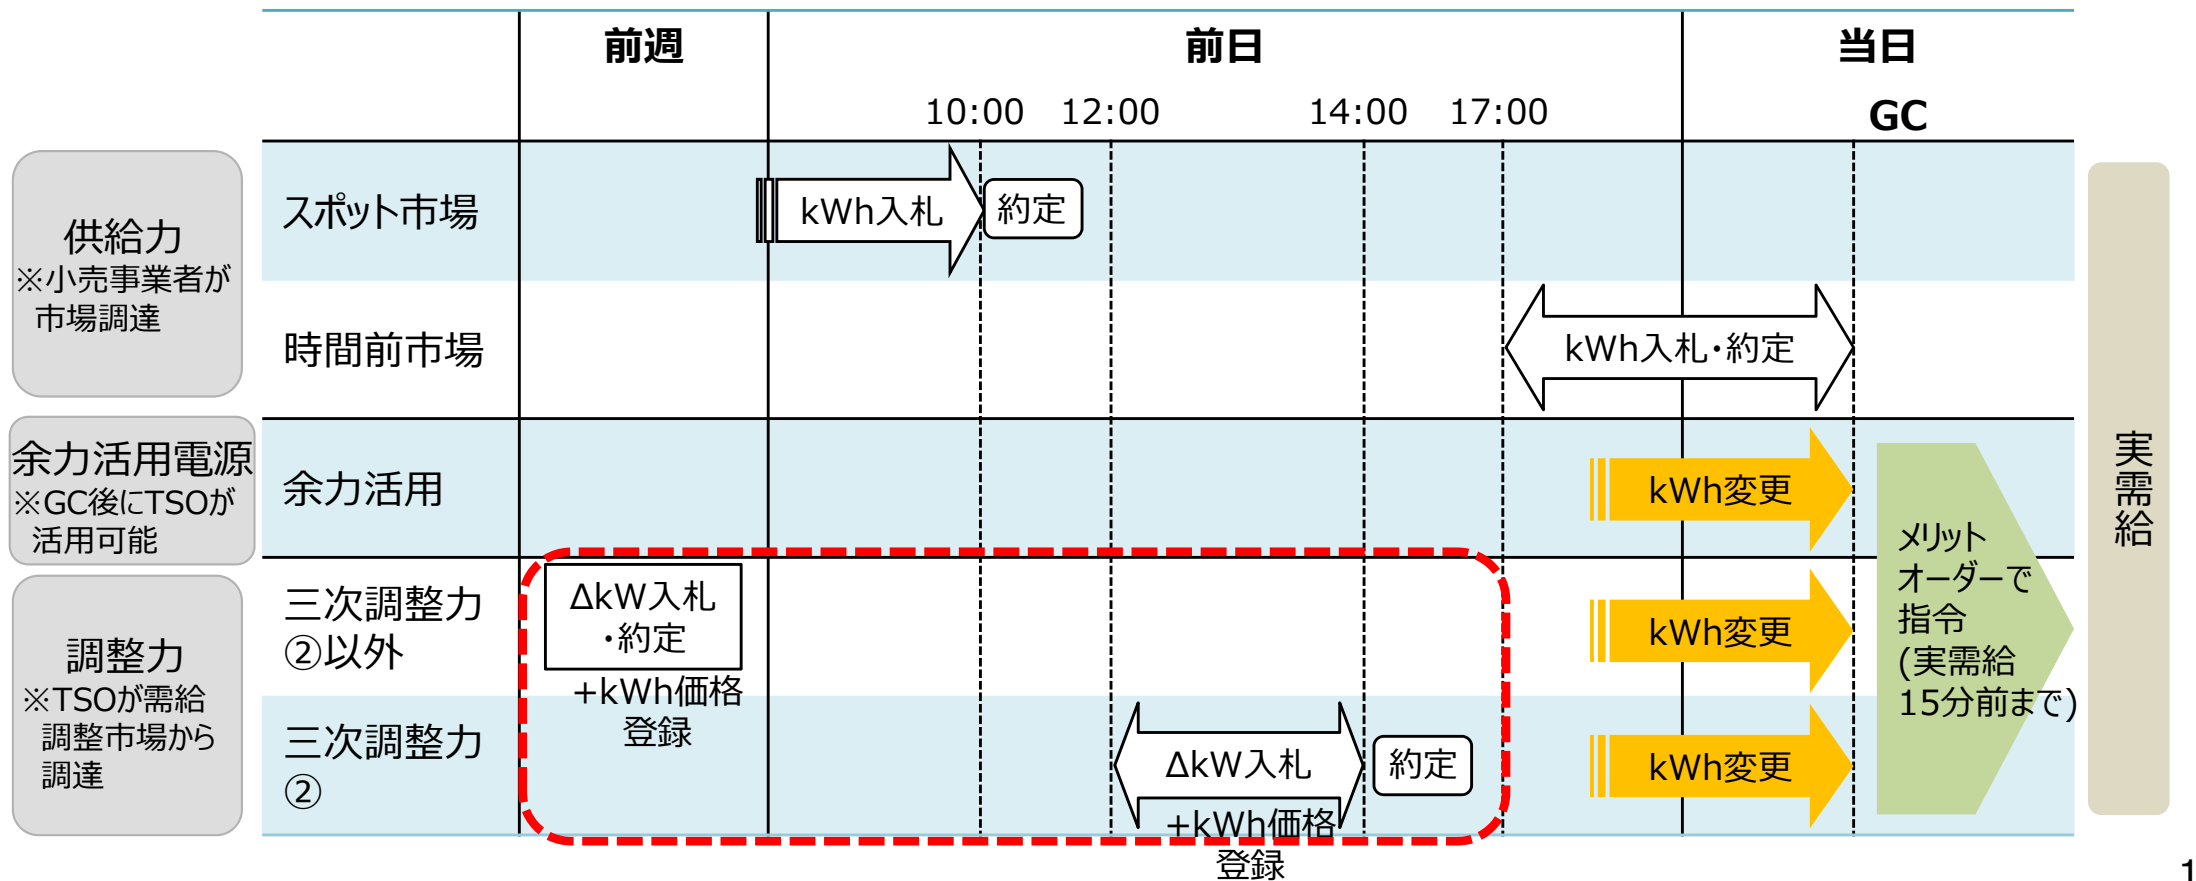 前週
前日
当日
10:00
12:00
14:00
17:00
GC
供給力
※小売事業者が
市場調達
スポット市場
kWh入札
約定
時間前市場
kWh入札・約定
余力活用電源
※GC後にTSOが
活用可能
余力活用
kWh変更
調整力
※TSOが需給
調整市場から
調達
三次調整力
②以外
ΔkW入札
・約定
+kWh価格
登録
kWh変更
三次調整力
②
ΔkW入札
約定
+kWh価格
登録
kWh変更
メリット
オーダーで
指令
(実需給
15分前まで)
実需給
1